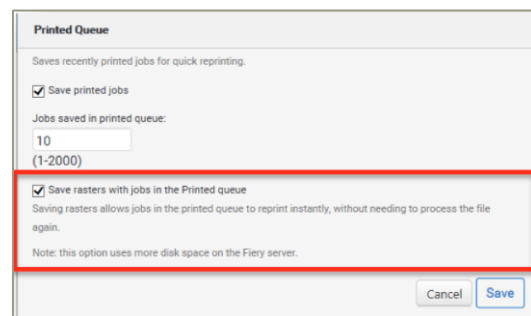 Printed Queue
Saves recently printed jobs for quick reprinting.
Save printed jobs
Jobs saved in printed queue:
10
(1-2000)
Save rasters with jobs in the Printed queue
Saving rasters allows jobs in the printed queue to reprint instantly, without needing to process the file
again.
Note: this option uses more disk space on the Fiery server.
Cancel Save